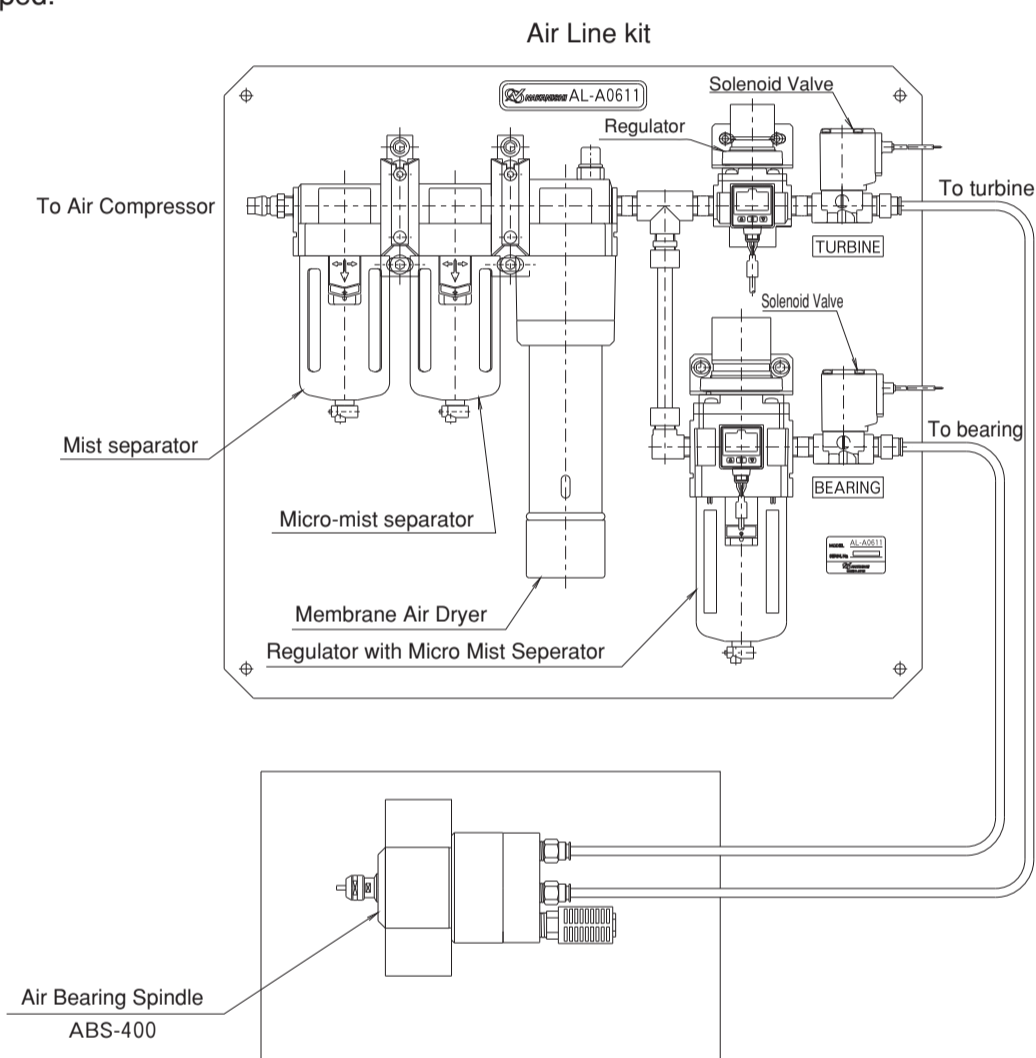 Air Line kit
NAKANISHI AL-A0611
Solenoid Valve
Regulator
To Air Compressor
To turbine
TURBINE
Solenoid Valve
To bearing
Mist separator
BEARING
Micro-mist separator
MODEL AL-A0611
Membrane Air Dryer
Regulator with Micro Mist Seperator
Air Bearing Spindle
ABS-400